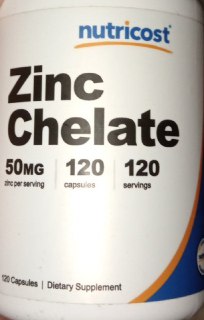 nutricost®
Zinc
Chelate
50MG 120 120
zinc per serving capsules servings
120 Capsules | Dietary Supplement